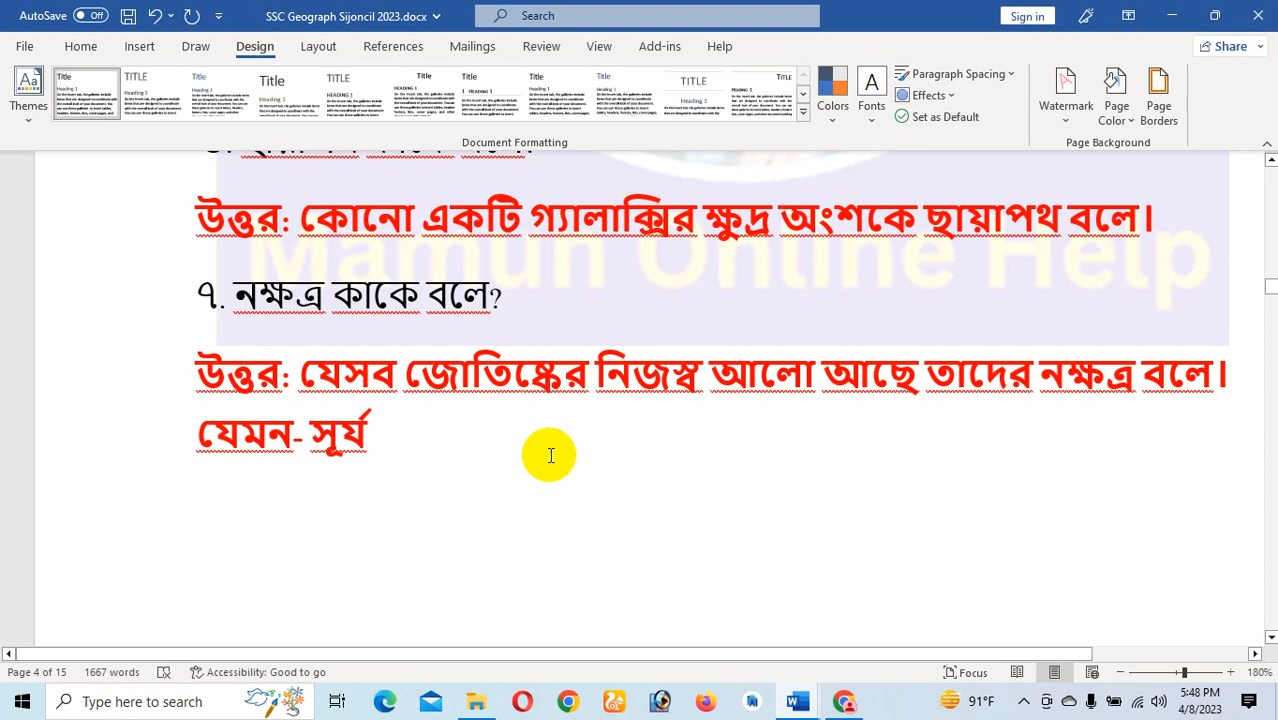 AutoSave Off SSC Geograph Sijoncil 2023.docx Search Sign in
File Home Insert Draw Design Layout References Mailings Review View Add-ins Help Share
Themes Colors Fonts Paragraph Spacing Effects Set as Default Watermark Page Color Page Borders
Document Formatting Page Background
উত্তর: কোনো একটি গ্যালাক্সির ক্ষুদ্র অংশকে ছায়াপথ বলে।
Mamun Online Help
৭. নক্ষত্র কাকে বলে?
উত্তর: যেসব জোতিষ্কের নিজস্ব আলো আছে তাদের নক্ষত্র বলে।
যেমন- সূর্য
Page 4 of 15 1667 words Accessibility: Good to go Focus 180%
Type here to search 91°F 5:48 PM
4/8/2023